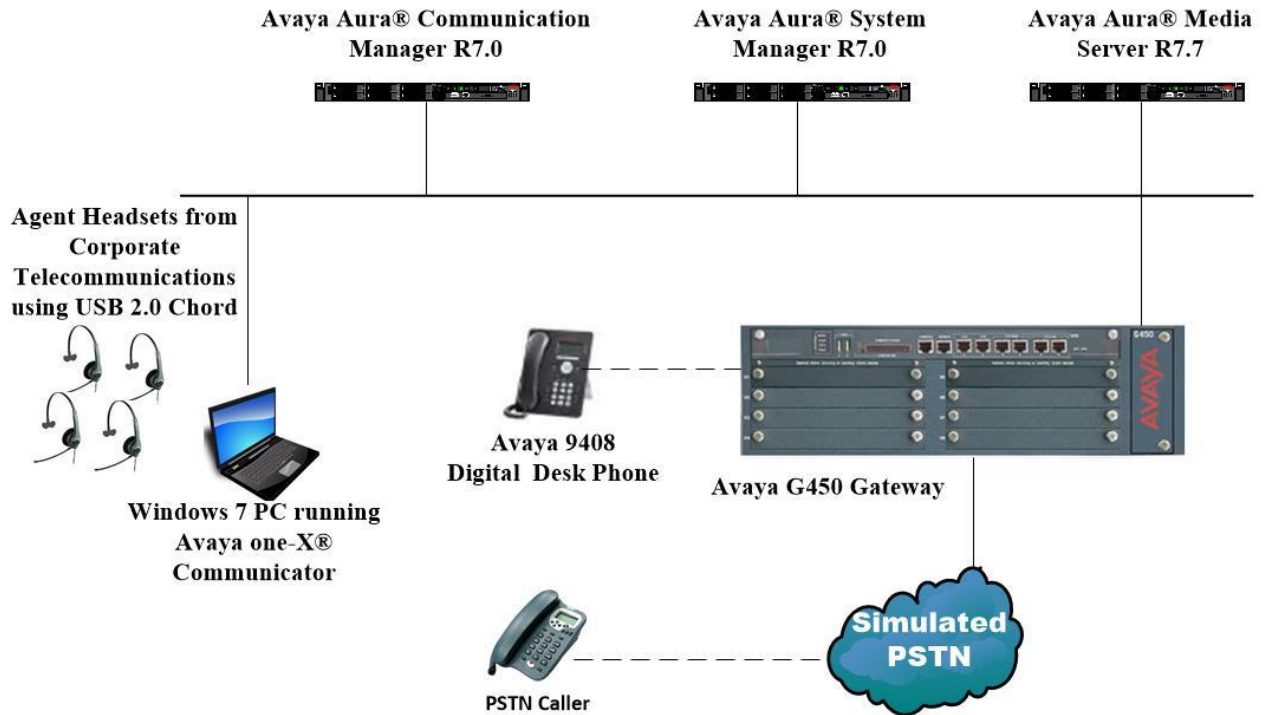 Avaya Aura® Communication
Manager R7.0
Avaya Aura® System
Manager R7.0
Avaya Aura® Media
Server R7.7
Agent Headsets from
Corporate
Telecommunications
using USB 2.0 Chord
G450
AVAYA
Avaya 9408
Digital Desk Phone
Avaya G450 Gateway
Windows 7 PC running
Avaya one-X®
Communicator
Simulated
PSTN
PSTN Caller